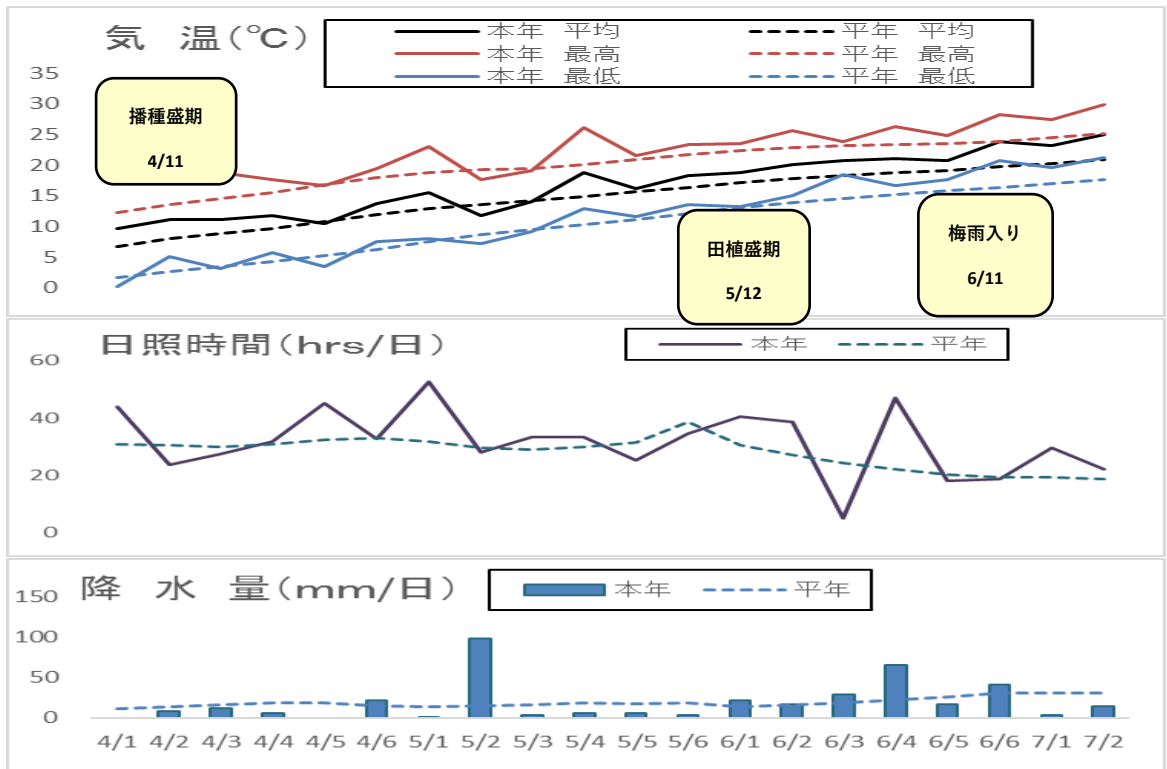 気 温(℃)
本年 平均 平年 平均
本年 最高 平年 最高
本年 最低 平年 最低
35
30
25
20
15
10
5
0
播種盛期
4/11
田植盛期
5/12
梅雨入り
6/11
日照時間(hrs/日)
本年 平年
60
40
20
0
降 水 量(mm/日)
本年 平年
150
100
50
0
4/1 4/2 4/3 4/4 4/5 4/6 5/1 5/2 5/3 5/4 5/5 5/6 6/1 6/2 6/3 6/4 6/5 6/6 7/1 7/2